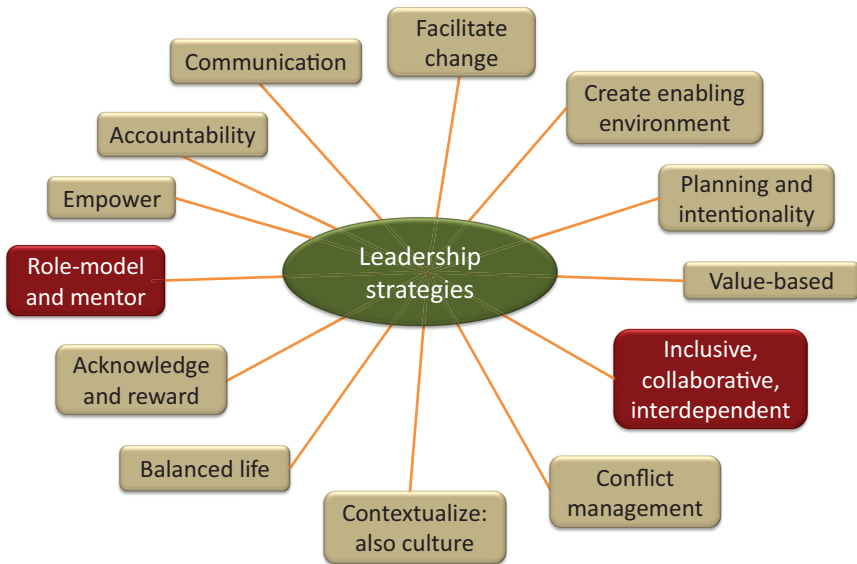 Facilitate
change
Communication
Create enabling
environment
Accountability
Planning and
intentionality
Empower
Leadership
strategies
Role-model
and mentor
Value-based
Inclusive,
collaborative,
interdependent
Acknowledge
and reward
Balanced life
Conflict
management
Contextualize:
also culture